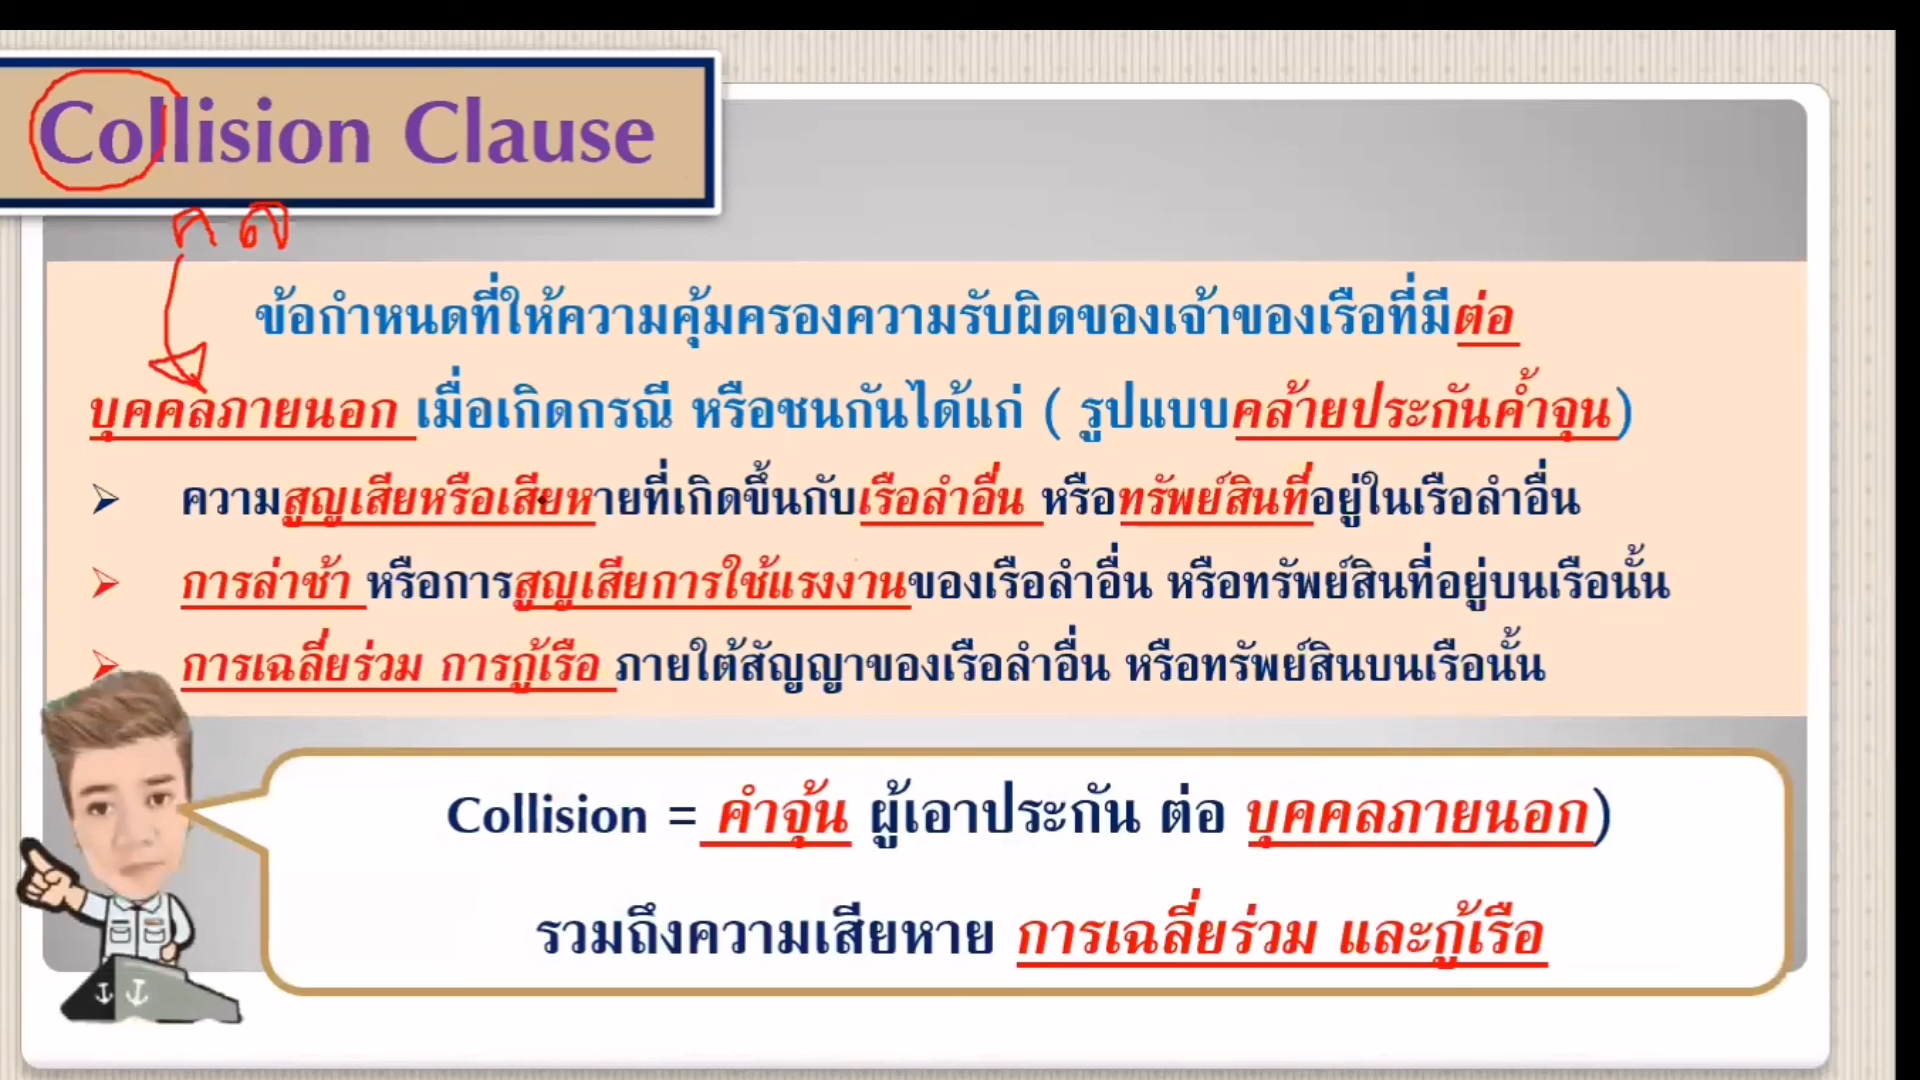 Collision Clause
ค ล
ข้อกำหนดที่ให้ความคุ้มครองความรับผิดของเจ้าของเรือที่มีต่อ
บุคคลภายนอก เมื่อเกิดกรณี หรือชนกันได้แก่ ( รูปแบบคล้ายประกันค้ำจุน)
ความสูญเสียหรือเสียหายที่เกิดขึ้นกับเรือลำอื่น หรือทรัพย์สินที่อยู่ในเรือลำอื่น
การล่าช้า หรือการสูญเสียการใช้แรงงานของเรือลำอื่น หรือทรัพย์สินที่อยู่บนเรือนั้น
การเฉลี่ยร่วม การกู้เรือ ภายใต้สัญญาของเรือลำอื่น หรือทรัพย์สินบนเรือนั้น
Collision = คำจุ้น ผู้เอาประกัน ต่อ บุคคลภายนอก)
รวมถึงความเสียหาย การเฉลี่ยร่วม และกู้เรือ